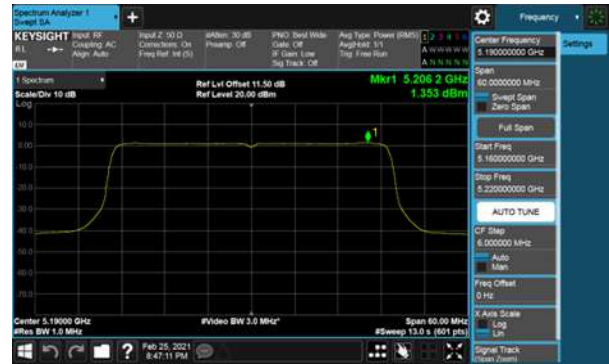 Spectrum Analyzer 1
Swept SA
+
Frequency
KEYSIGHT
Input: RF
Input Z: 50 Ω
#Atten: 30 dB
PNO: Best Wide
Avg Type: Power (RMS)
1 2 3 4 5 6
RL
Coupling: AC
Corrections: On
Preamp: Off
Gate: Off
Avg|Hold: 1/1
A W W W W W
Align: Auto
Freq Ref: Int (S)
IF Gain: Low
Trig: Free Run
Sig Track: Off
A N N N N N
LVI
1 Spectrum
Scale/Div 10 dB
Ref Lvl Offset 11.50 dB
Ref Level 20.00 dBm
Mkr1 5.206 2 GHz
1.353 dBm
Log
10.0
0.00
-10.0
-20.0
-30.0
-40.0
-50.0
-60.0
-70.0
1
Center 5.19000 GHz
#Video BW 3.0 MHz*
Span 60.00 MHz
#Res BW 1.0 MHz
#Sweep 13.0 s (601 pts)
Feb 25, 2021
8:47:11 PM
?
Center Frequency
5.190000000 GHz
Settings
Span
60.0000000 MHz
Swept Span
Zero Span
Full Span
Start Freq
5.160000000 GHz
Stop Freq
5.220000000 GHz
AUTO TUNE
CF Step
6.000000 MHz
Auto
Man
Freq Offset
0 Hz
X Axis Scale
Log
Lin
Signal Track
(Span Zoom)